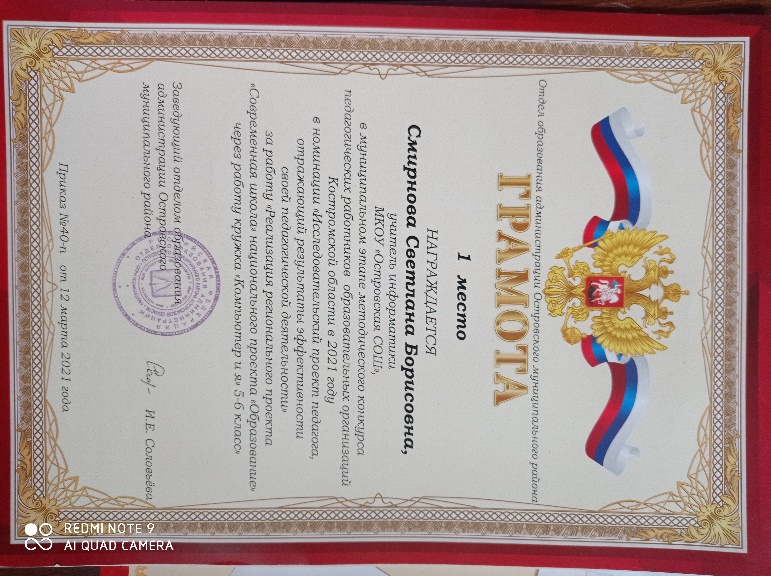 Отдел образования администрации Островского муниципального района
ГРАМОТА
1 место
НАГРАЖДАЕТСЯ
Смирнова Светлана Борисовна,
учитель информатики
МКОУ «Островская СОШ»,
в муниципальном этапе методического конкурса
педагогических работников образовательных организаций
Костромской области в 2021 году
в номинации «Исследовательский проект педагога,
отражающий результаты эффективности
своей педагогической деятельности»
за работу «Реализация регионального проекта
«Современная школа» национального проекта «Образование»
через работу кружка «Компьютер и я» 5-6 класс»
Заведующий отделом образования
администрации Островского
муниципального района
И.Е. Соловьёва
Приказ №40-п от 12 марта 2021 года
REDMI NOTE 9
AI QUAD CAMERA